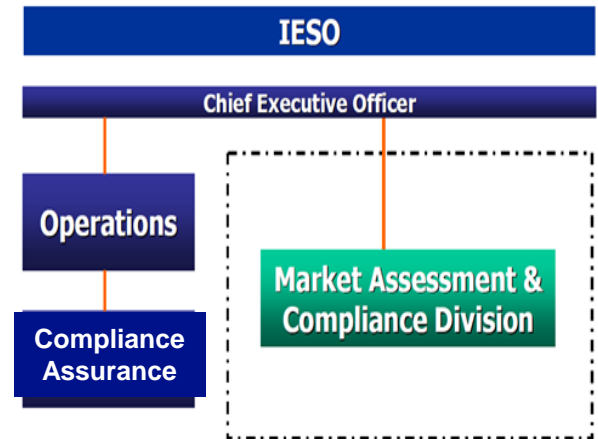 IESO
Chief Executive Officer
Operations
Market Assessment &
Compliance Division
Compliance
Assurance